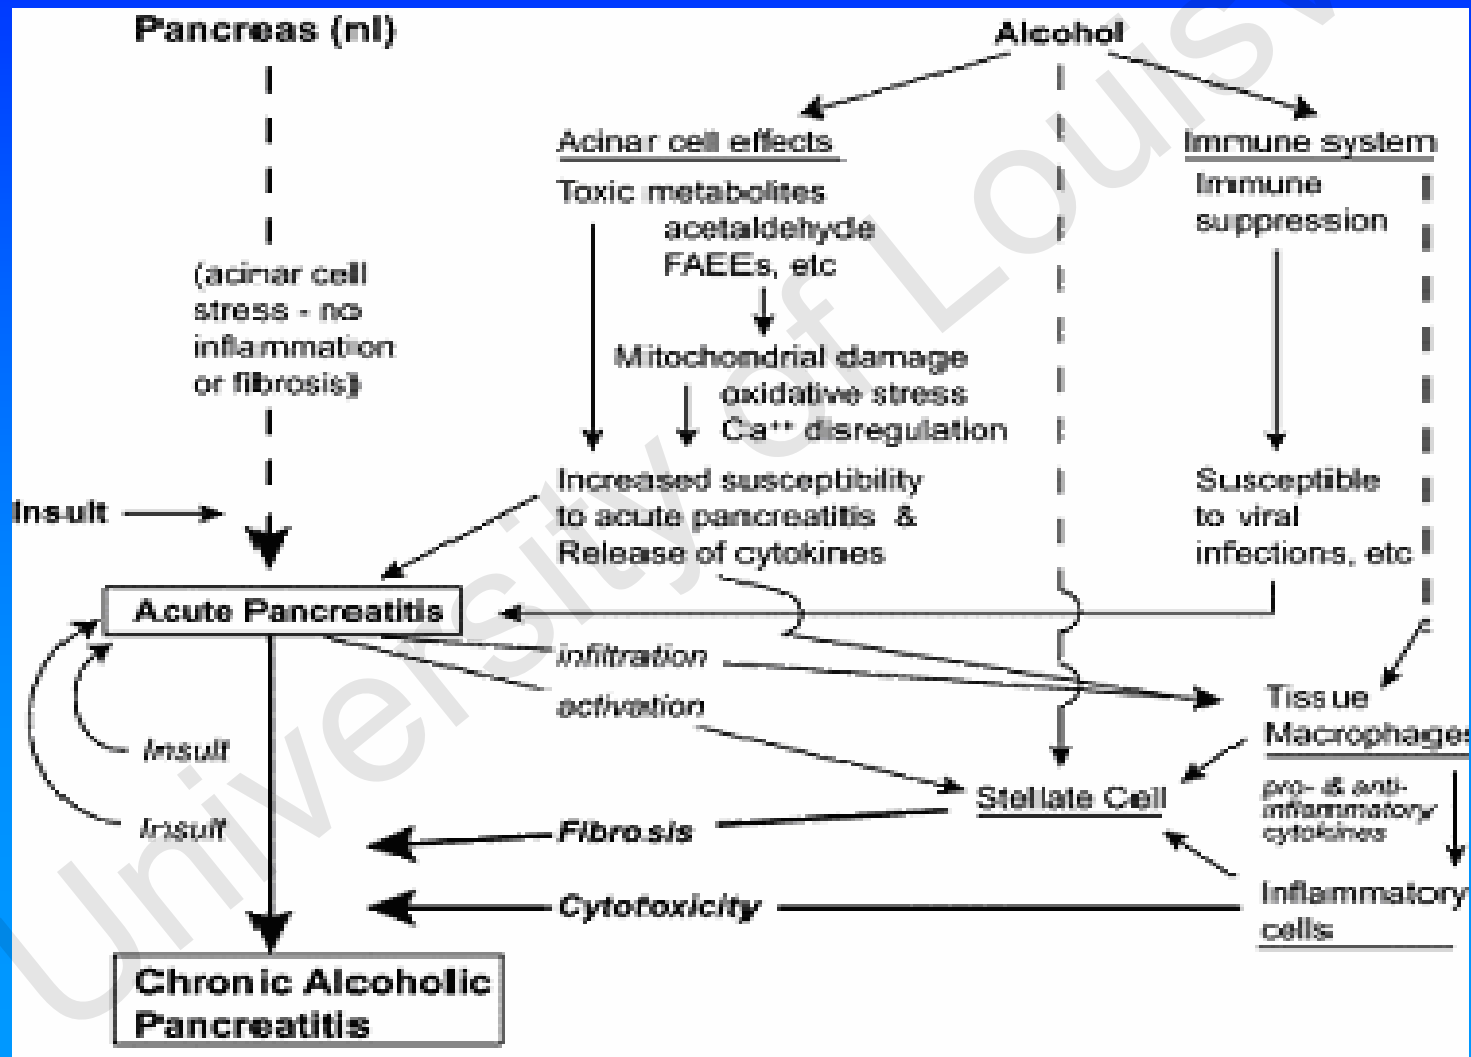 Pancreas (nl)
Alcohol
Acinar cell effects
Immune system
Toxic metabolites
acetaldehyde
FAEEs, etc
Immune
suppression
(acinar cell
stress - no
inflammation
or fibrosis)
Mitochondrial damage
oxidative stress
Ca++ disregulation
Insult
Increased susceptibility
to acute pancreatitis &
Release of cytokines
Susceptible
to viral
infections, etc
Acute Pancreatitis
infiltration
activation
Tissue
Macrophages
Insult
Insult
Stellate Cell
pro- & anti-
inflammatory
cytokines
Fibrosis
Cytotoxicity
Inflammatory
cells
Chronic Alcoholic
Pancreatitis
University of Louisv